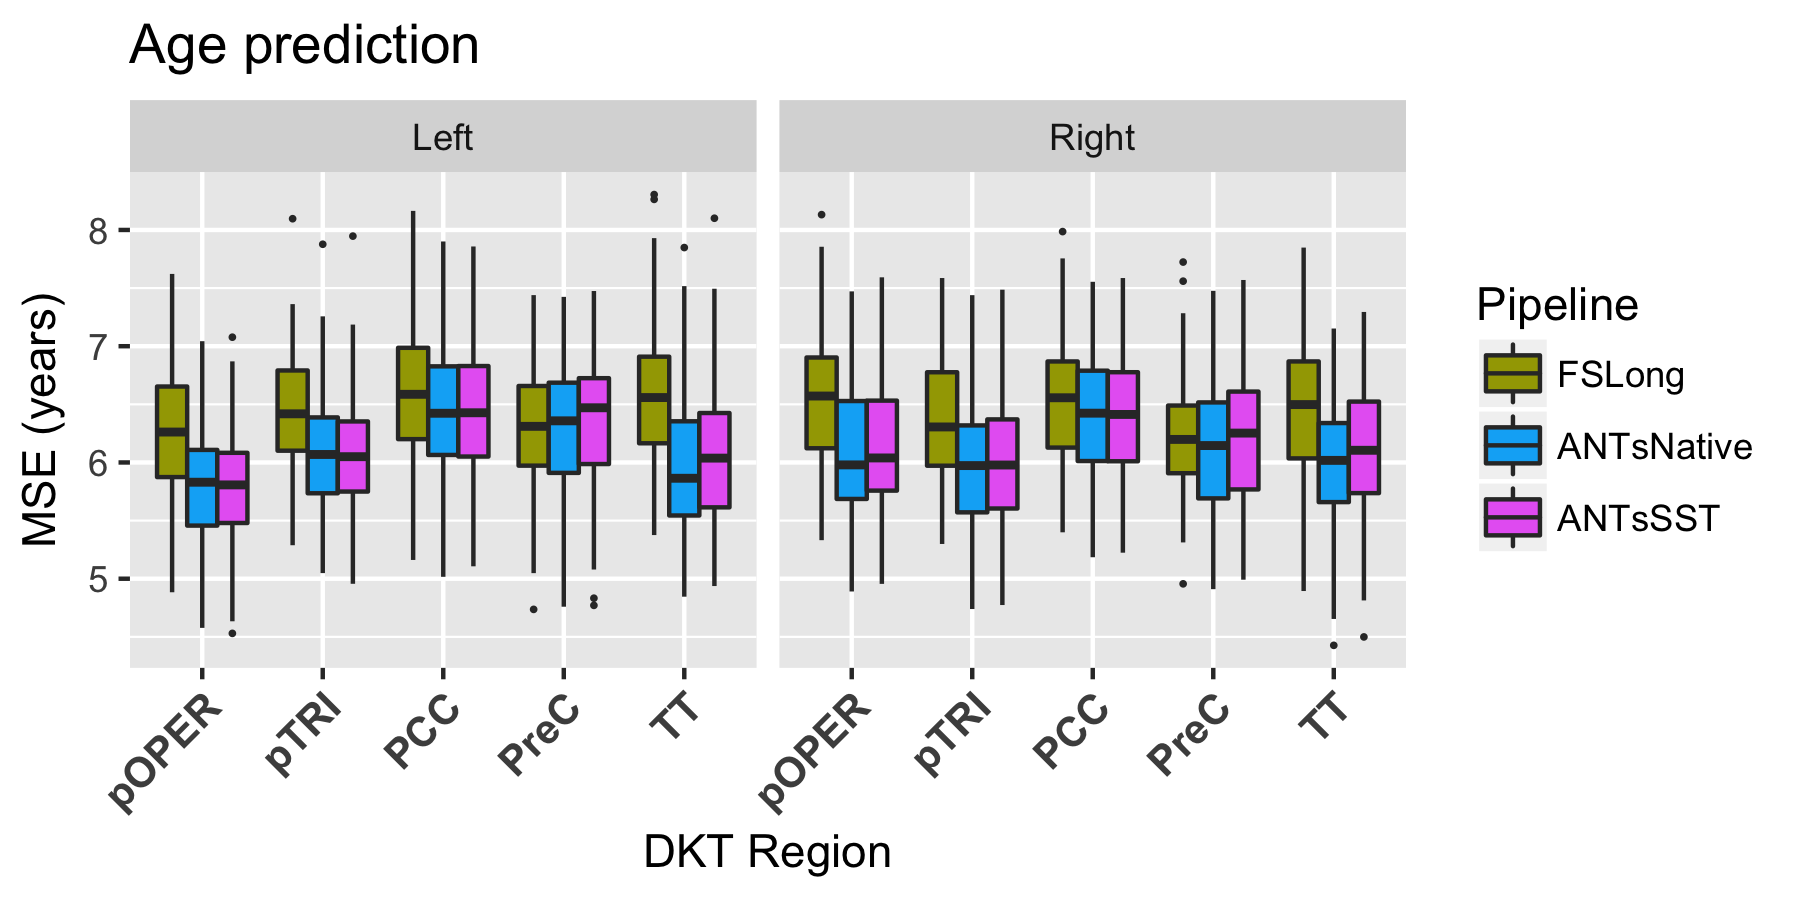 Age prediction
Left
Right
8
7
6
5
MSE (years)
pOPER
pTRI
PCC
PreC
TT
pOPER
pTRI
PCC
PreC
TT
DKT Region
Pipeline
FSLong
ANTsNative
ANTsSST